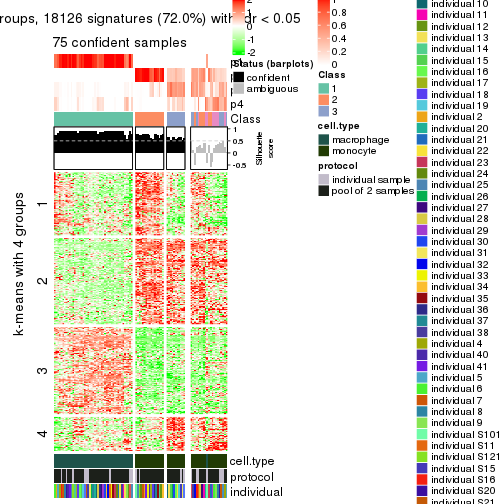 roups, 18126 signatures (72.0%) with
dr < 0.05
75 confident samples
p4
Class
k-means with 4 groups
1
2
3
4
cell.type
protocol
individual
1
0.5
0
-0.5
Silhouette
score
2
1
0
-1
-2
Status (barplots)
confident
ambiguous
1
0.8
0.6
0.4
0.2
0
Class
1
2
3
cell.type
macrophage
monocyte
protocol
individual sample
pool of 2 samples
individual 10
individual 11
individual 12
individual 13
individual 14
individual 15
individual 16
individual 17
individual 18
individual 19
individual 2
individual 20
individual 21
individual 22
individual 23
individual 24
individual 25
individual 26
individual 27
individual 28
individual 29
individual 30
individual 31
individual 32
individual 33
individual 34
individual 35
individual 36
individual 37
individual 38
individual 4
individual 40
individual 41
individual 5
individual 6
individual 7
individual 8
individual 9
individual S101
individual S11
individual S121
individual S15
individual S16
individual S20
individual S21